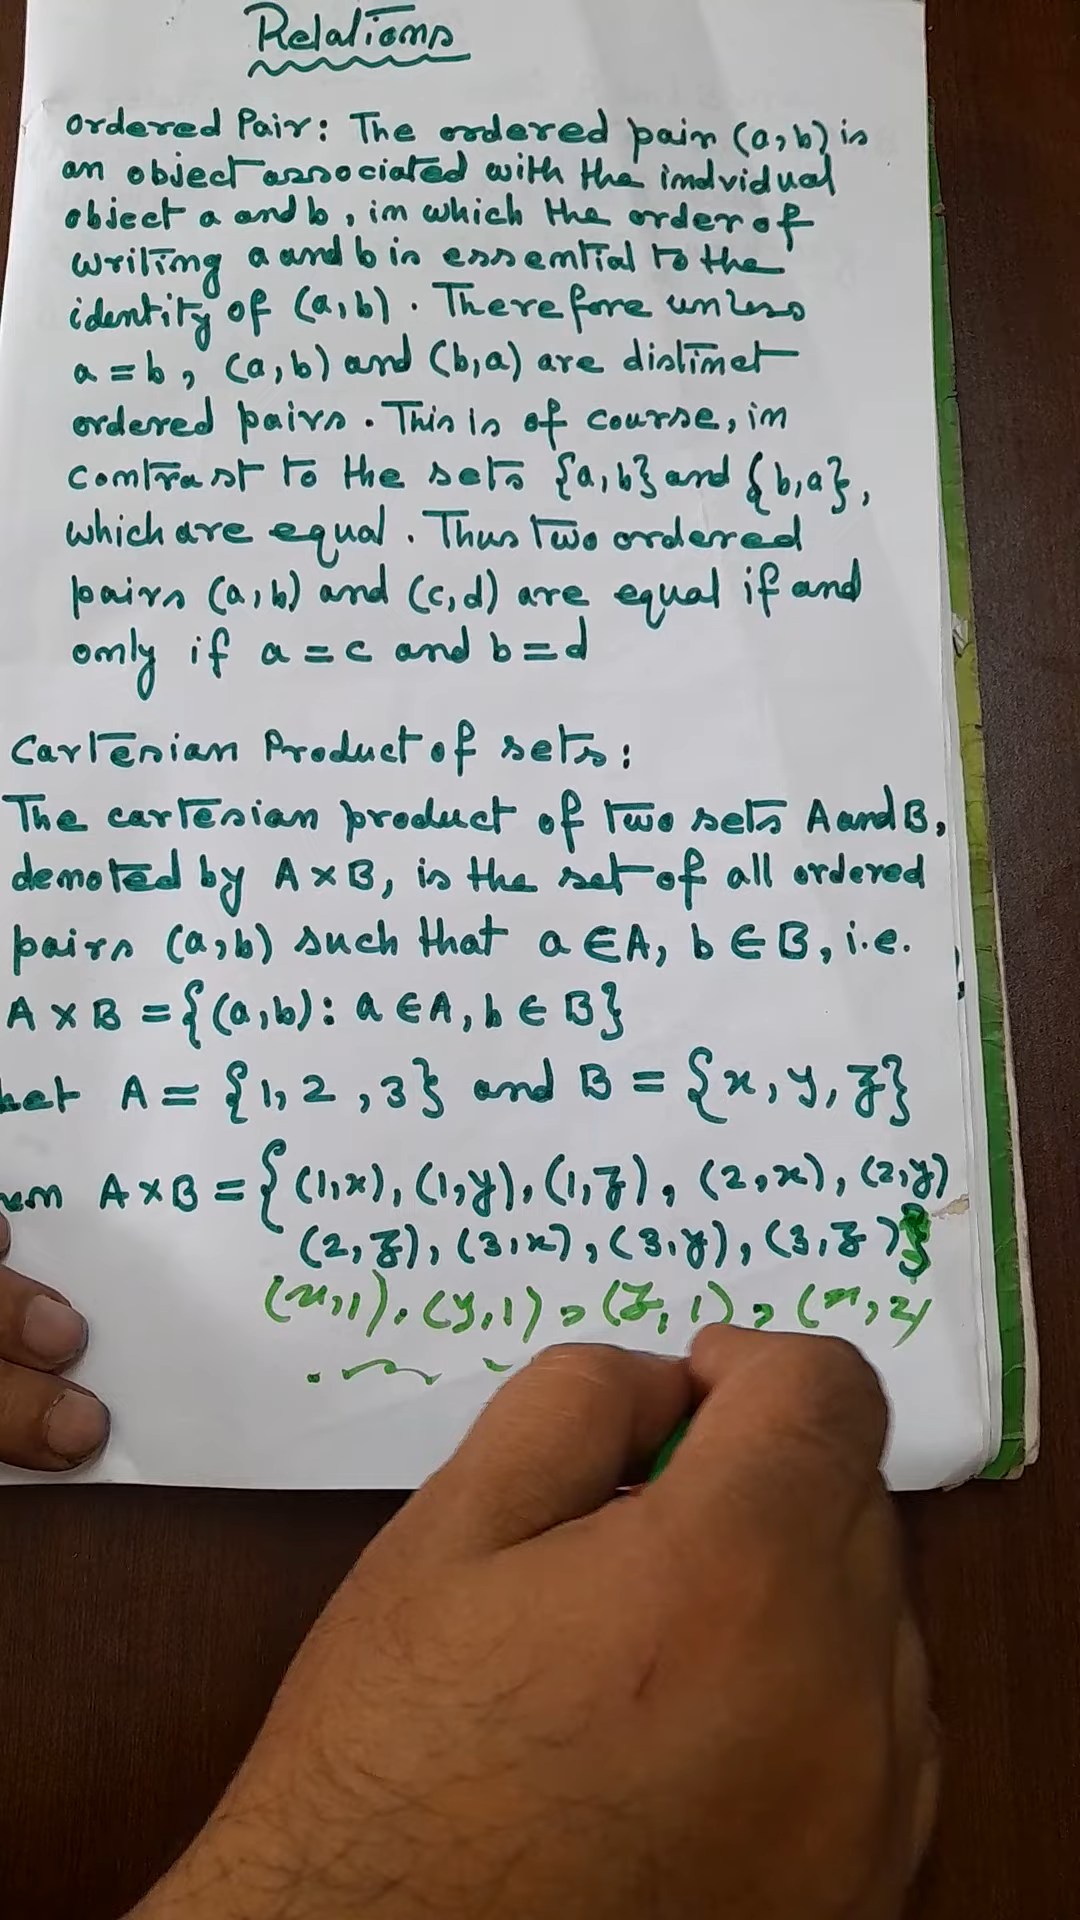 Relations
Ordered Pair: The ordered pair (a,b) is
an object associated with the indvidual
object a and b, in which the order of
writing a and b is essential to the
identity of (a,b). Therefore unless
a = b, (a,b) and (b,a) are distinct
ordered pairs. This is of course, in
contrast to the sets {a,b} and {b,a},
which are equal. Thus two ordered
pairs (a,b) and (c,d) are equal if and
only if a = c and b = d
Cartesian Product of sets:
The cartesian product of two sets A and B,
denoted by A × B, is the set of all ordered
pairs (a,b) such that a ∈ A, b ∈ B, i.e.
A × B = {(a,b): a ∈ A, b ∈ B}
A = {1, 2, 3} and B = {x, y, z}
A × B = {(1,x), (1,y), (1,z), (2,x), (2,y)
(2,z), (3,x), (3,y), (3,z)}
(x,1), (y,1), (z,1), (x,2